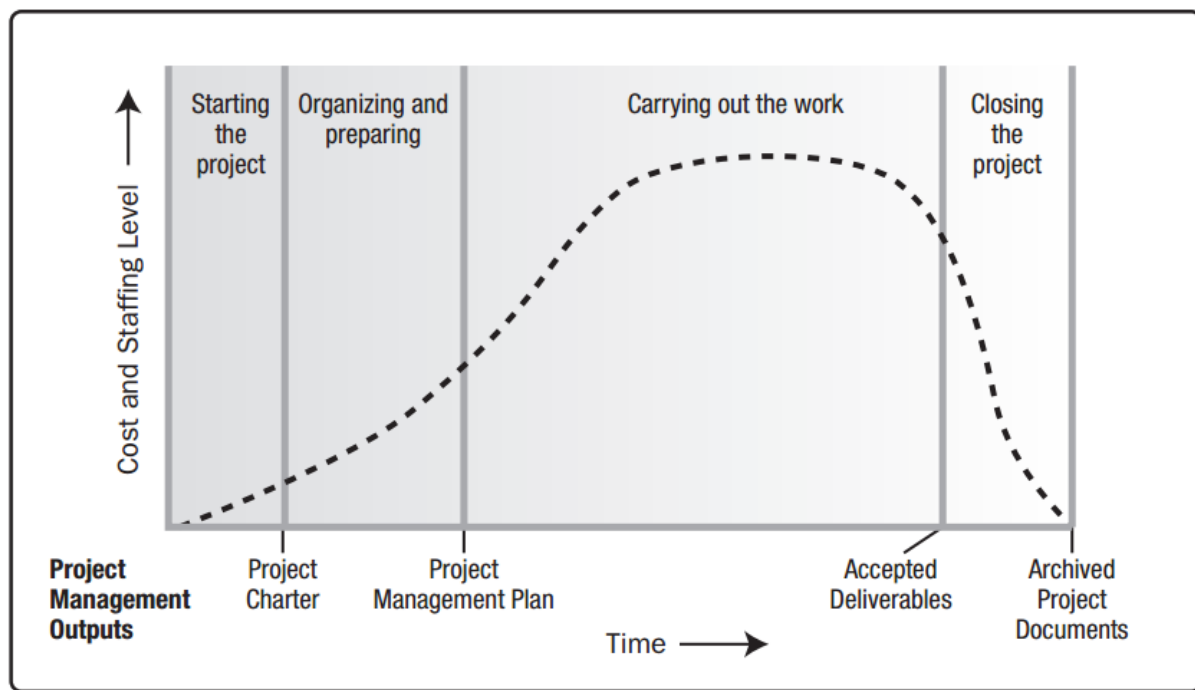 Starting
the
project
Organizing and
preparing
Carrying out the work
Closing
the
project
Cost and Staffing Level
Project
Management
Outputs
Project
Charter
Project
Management Plan
Accepted
Deliverables
Archived
Project
Documents
Time